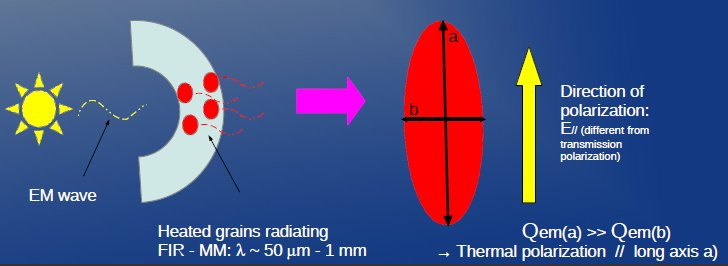 EM wave
Heated grains radiating
FIR - MM: λ ~ 50 μm - 1 mm
a
b
Direction of
polarization:
E// (different from
transmission
polarization)
Qem(a) >> Qem(b)
→ Thermal polarization // long axis a)